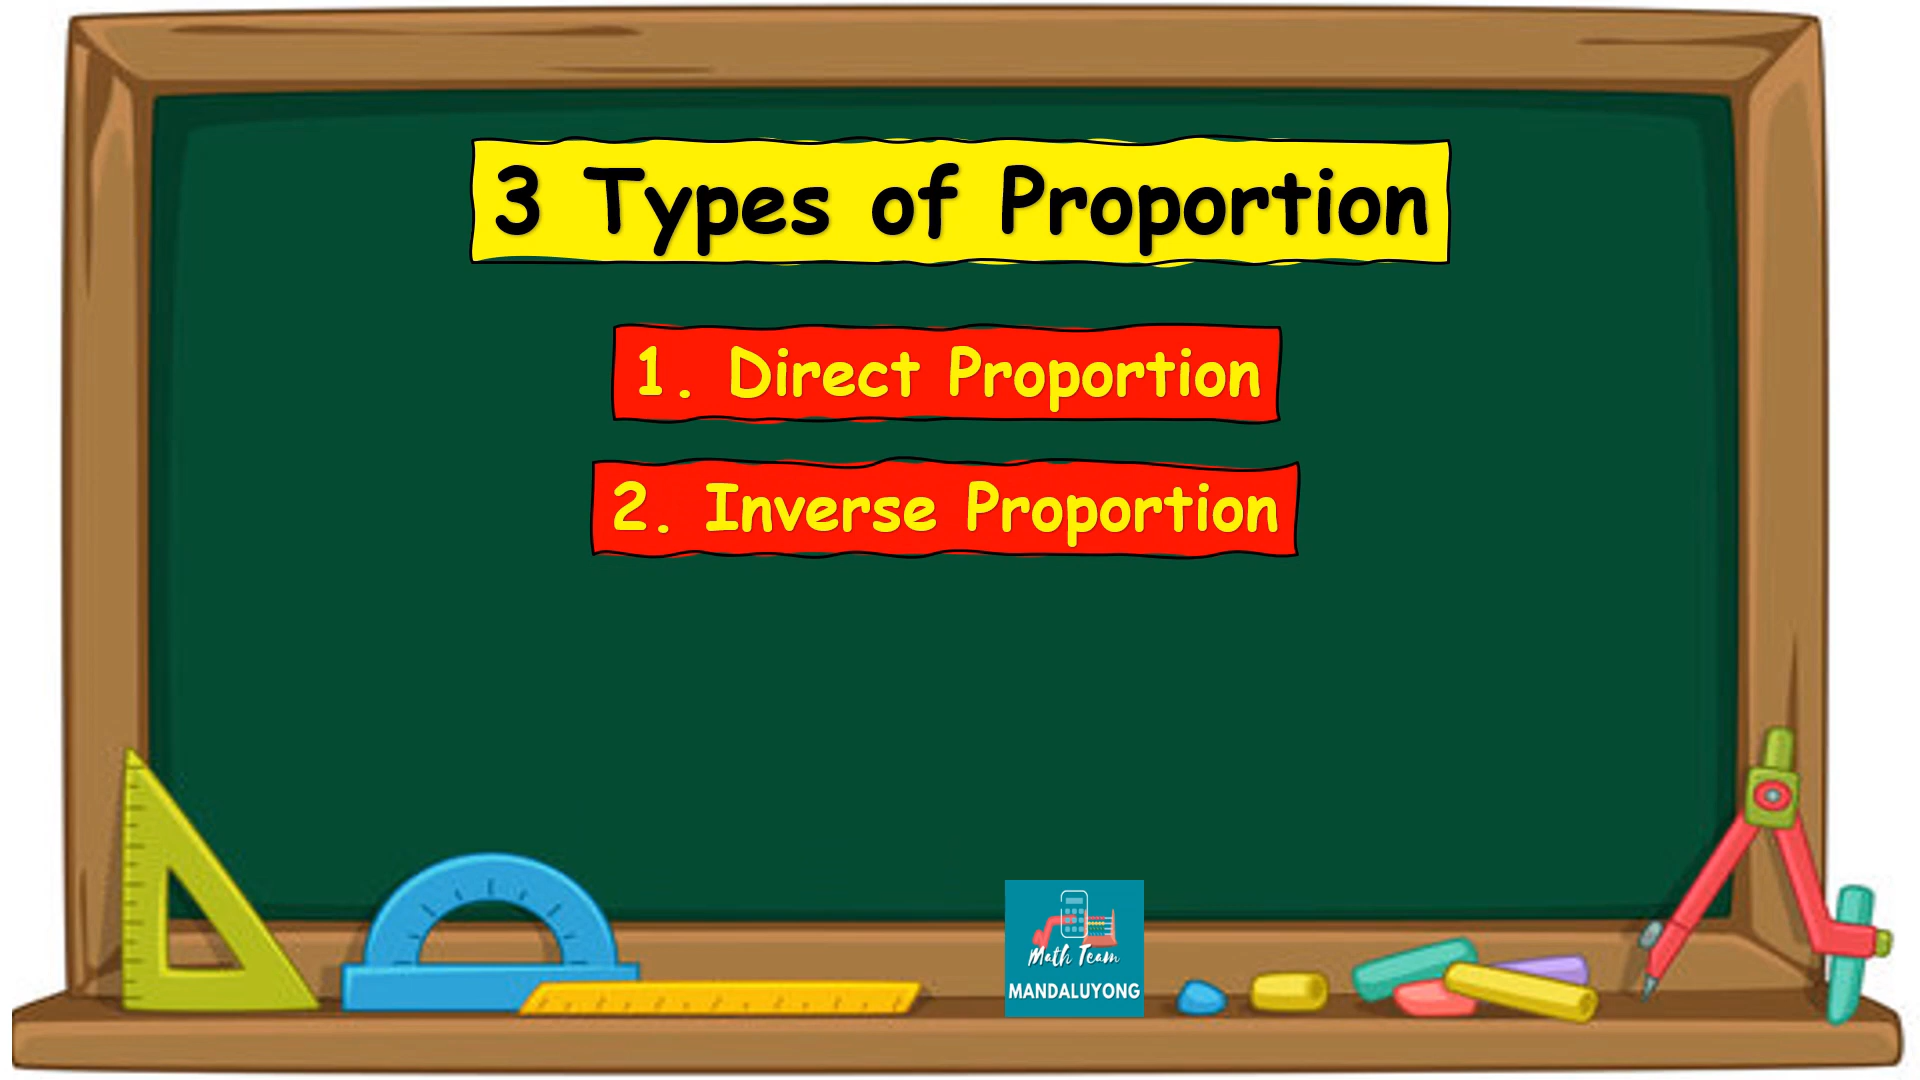 3 Types of Proportion
1. Direct Proportion
2. Inverse Proportion
Math Team
MANDALUYONG